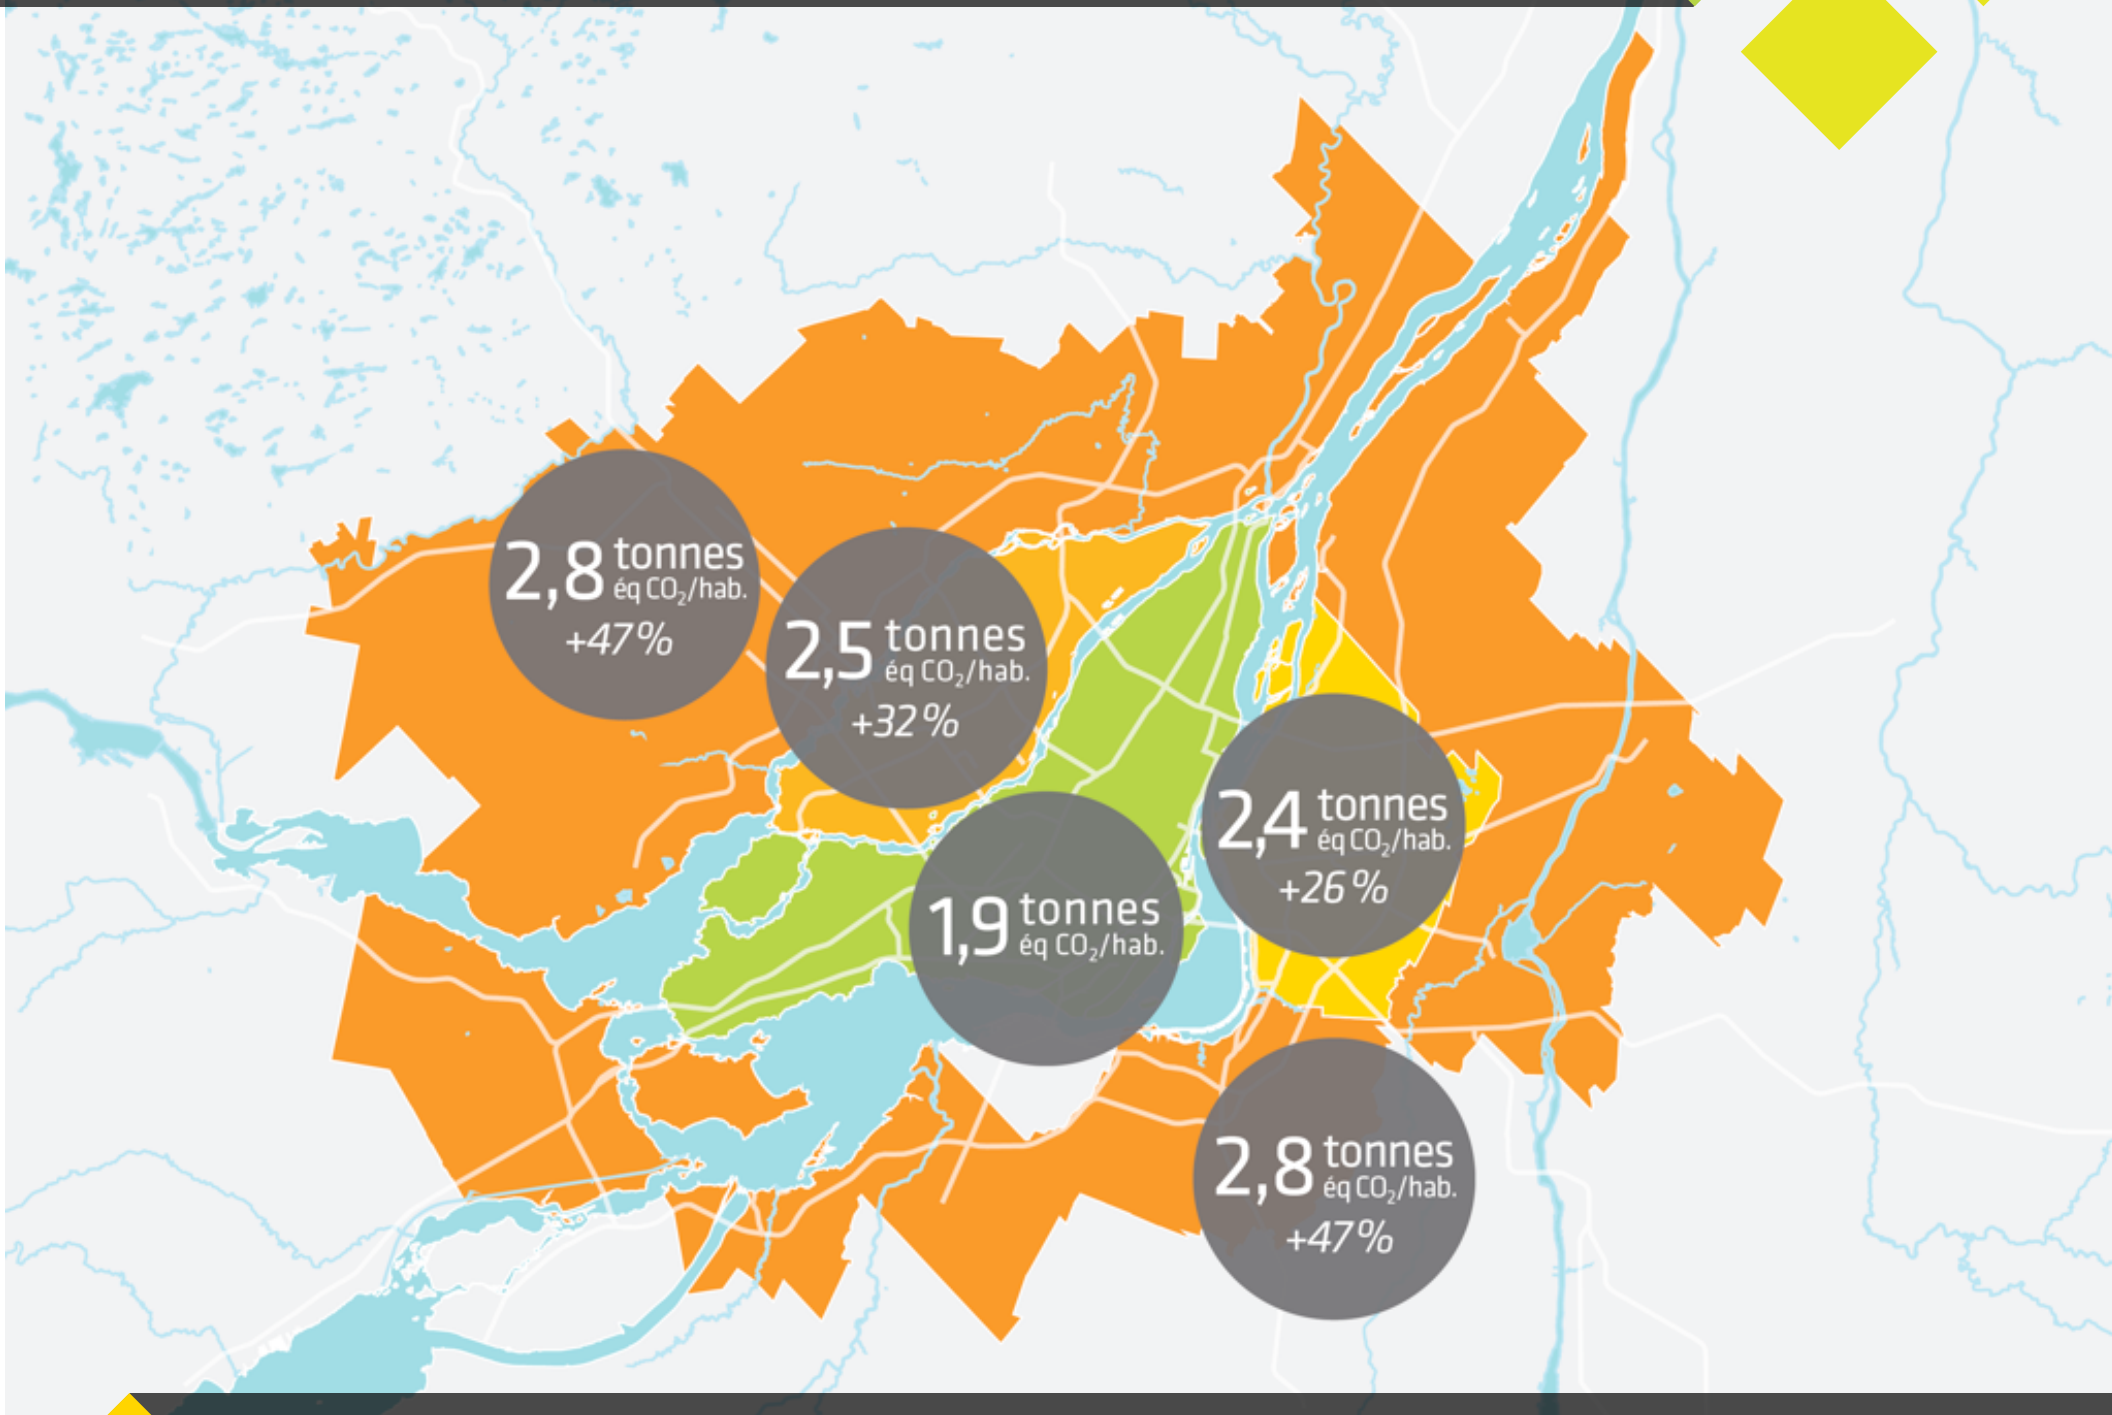 2,8 tonnes
éq CO₂/hab.
+47%
2,5 tonnes
éq CO₂/hab.
+32%
2,4 tonnes
éq CO₂/hab.
+26%
1,9 tonnes
éq CO₂/hab.
2,8 tonnes
éq CO₂/hab.
+47%